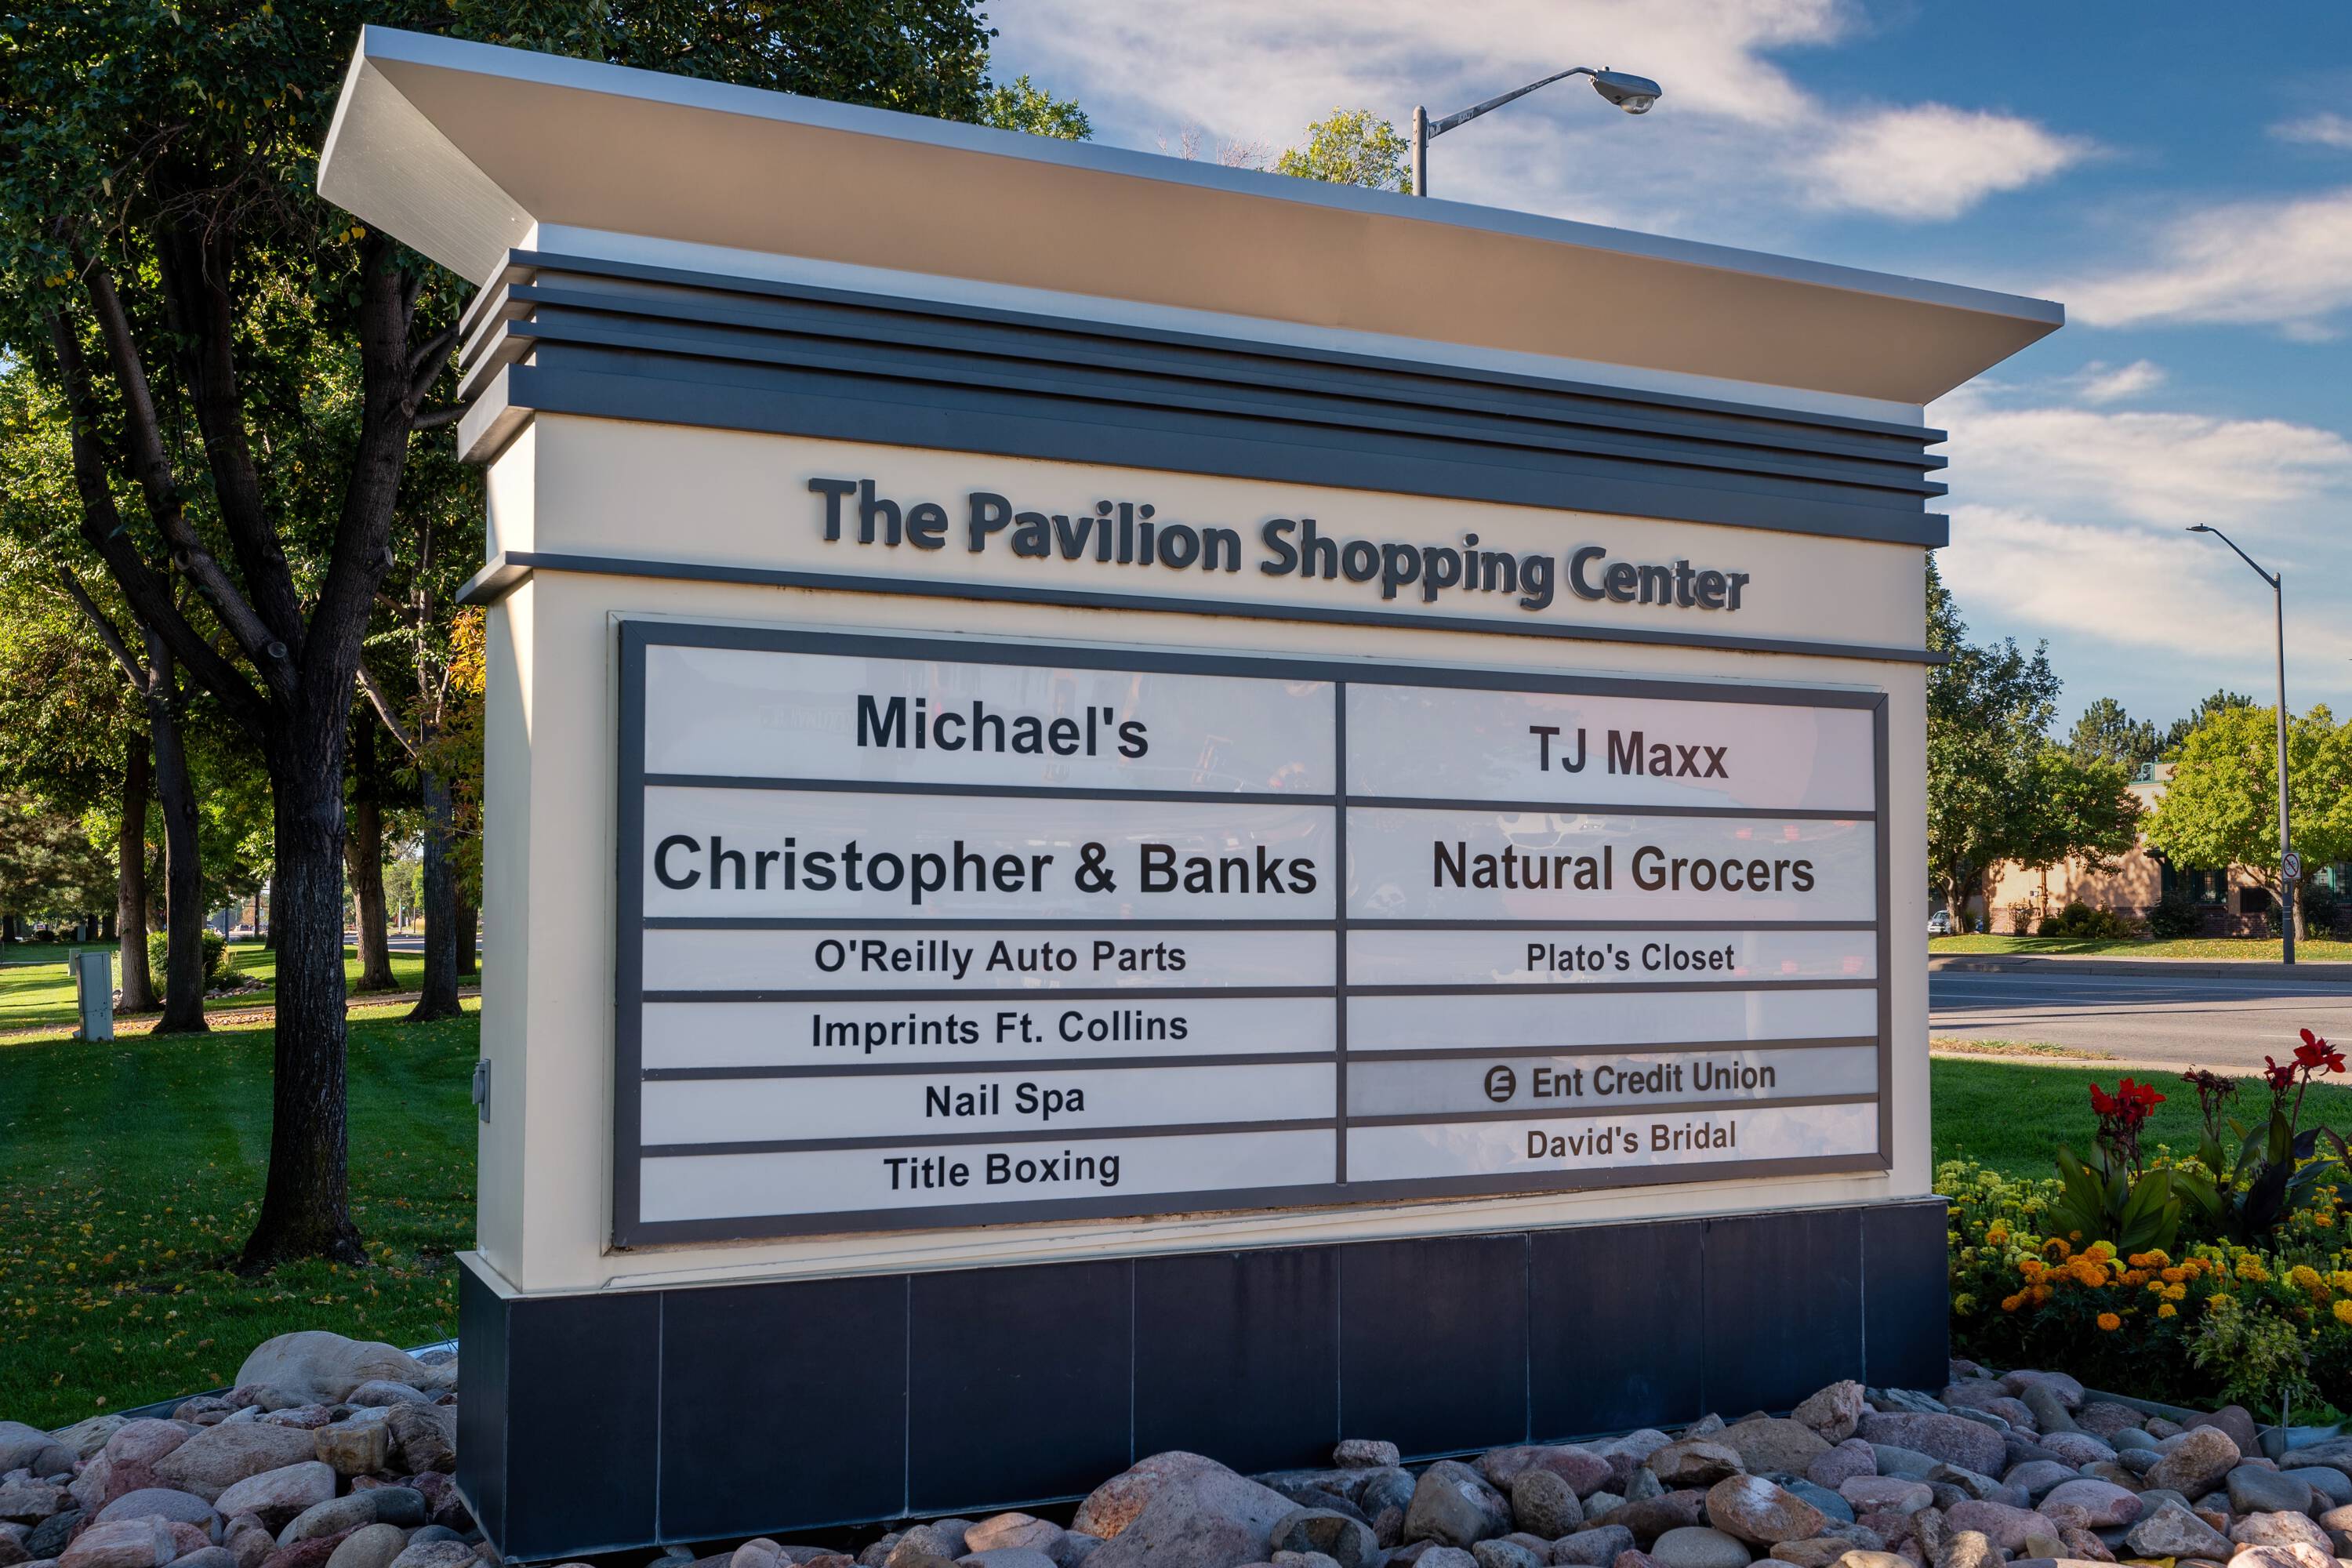 The Pavilion Shopping Center
Michael's
TJ Maxx
Christopher & Banks
Natural Grocers
O'Reilly Auto Parts
Plato's Closet
Imprints Ft. Collins
Nail Spa
Ent Credit Union
Title Boxing
David's Bridal